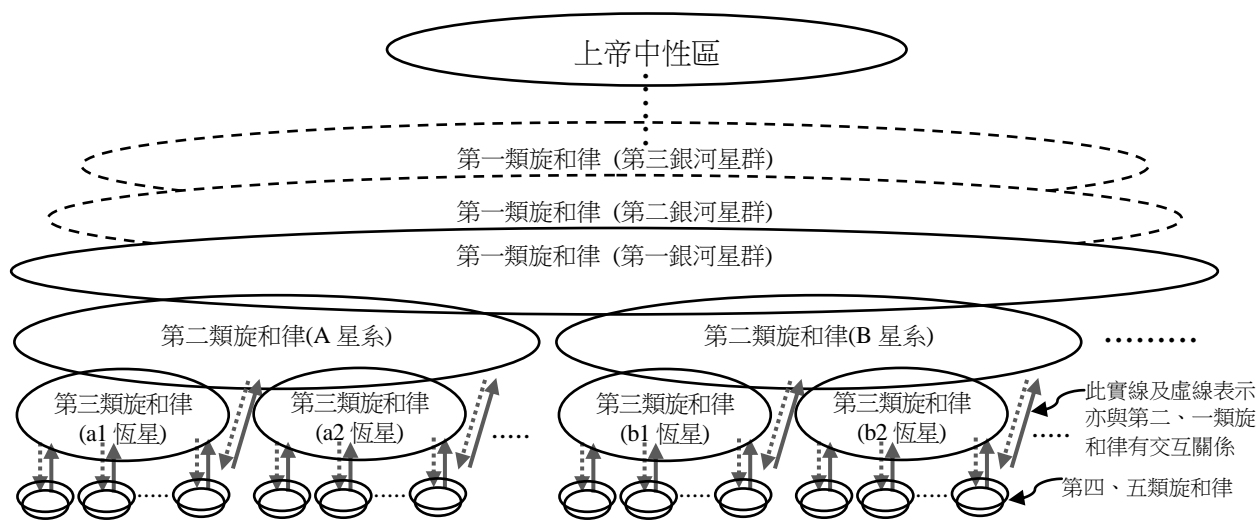 上帝中性區
第一類旋和律 (第三銀河星群)
第一類旋和律 (第二銀河星群)
第一類旋和律 (第一銀河星群)
第二類旋和律(A 星系)
第二類旋和律(B 星系)
第三類旋和律
(a1 恆星)
第三類旋和律
(a2 恆星)
第三類旋和律
(b1 恆星)
第三類旋和律
(b2 恆星)
此實線及虛線表示
亦與第二、一類旋
和律有交互關係
第四、五類旋和律